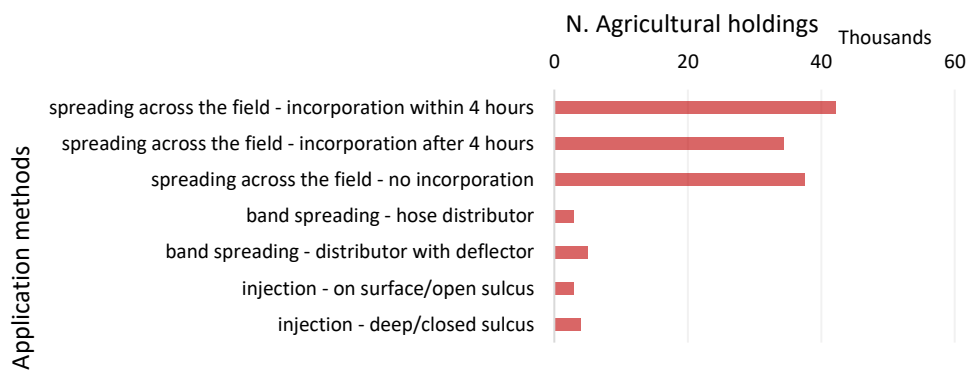 N. Agricultural holdings
Thousands
0 20 40 60
spreading across the field - incorporation within 4 hours
spreading across the field - incorporation after 4 hours
spreading across the field - no incorporation
band spreading - hose distributor
band spreading - distributor with deflector
injection - on surface/open sulcus
injection - deep/closed sulcus
Application methods